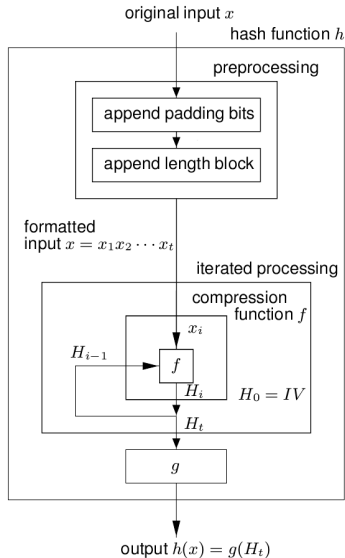 original input x
hash function h
preprocessing
append padding bits
append length block
formatted
input x = x₁x₂ ⋯ xₜ
iterated processing
compression
function f
xᵢ
Hᵢ₋₁
f
Hᵢ
H₀ = IV
Hₜ
g
output h(x) = g(Hₜ)